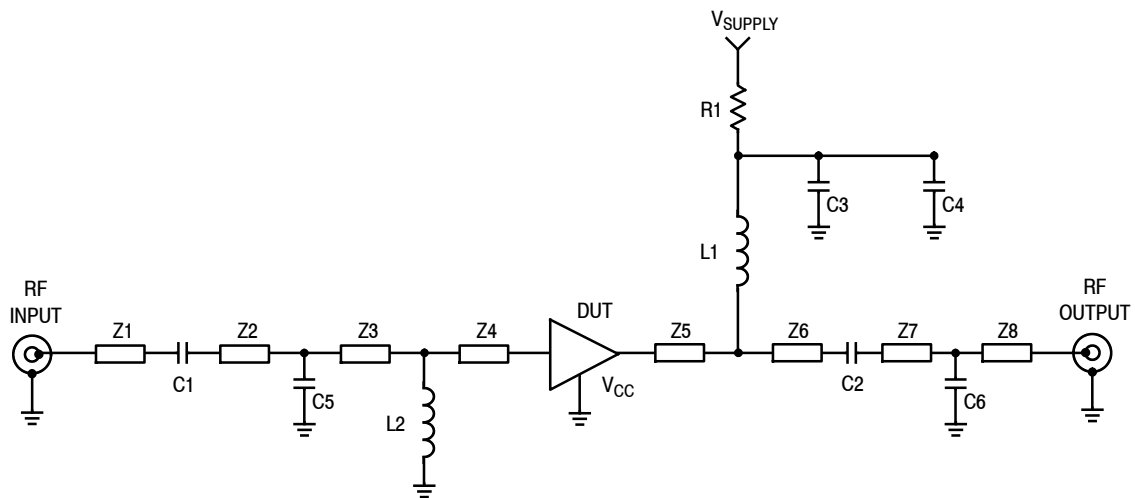 VSUPPLY
R1
C3
C4
L1
RF
INPUT
Z1
C1
Z2
C5
Z3
L2
Z4
DUT
VCC
Z5
Z6
C2
Z7
C6
Z8
RF
OUTPUT